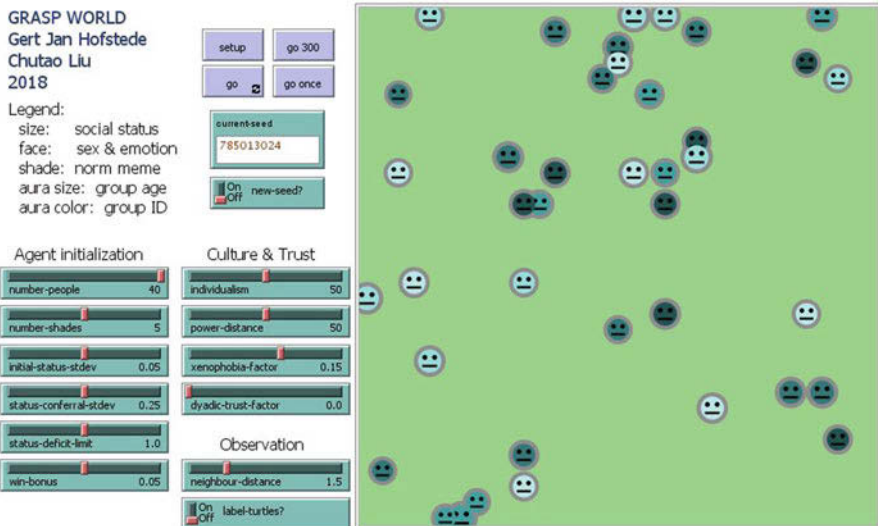 GRASP WORLD
Gert Jan Hofstede
Chutao Liu
2018
setup
go 300
go
go once
Legend:
size: social status
face: sex & emotion
shade: norm meme
aura size: group age
aura color: group ID
current-seed
785013024
On
Off
new-seed?
Agent initialization
number-people 40
number-shades 5
initial-status-stdev 0.05
status-conferral-stdev 0.25
status-deficit-limit 1.0
win-bonus 0.05
Culture & Trust
individualism 50
power-distance 50
xenophobia-factor 0.15
dyadic-trust-factor 0.0
Observation
neighbour-distance 1.5
On
Off
label-turtles?